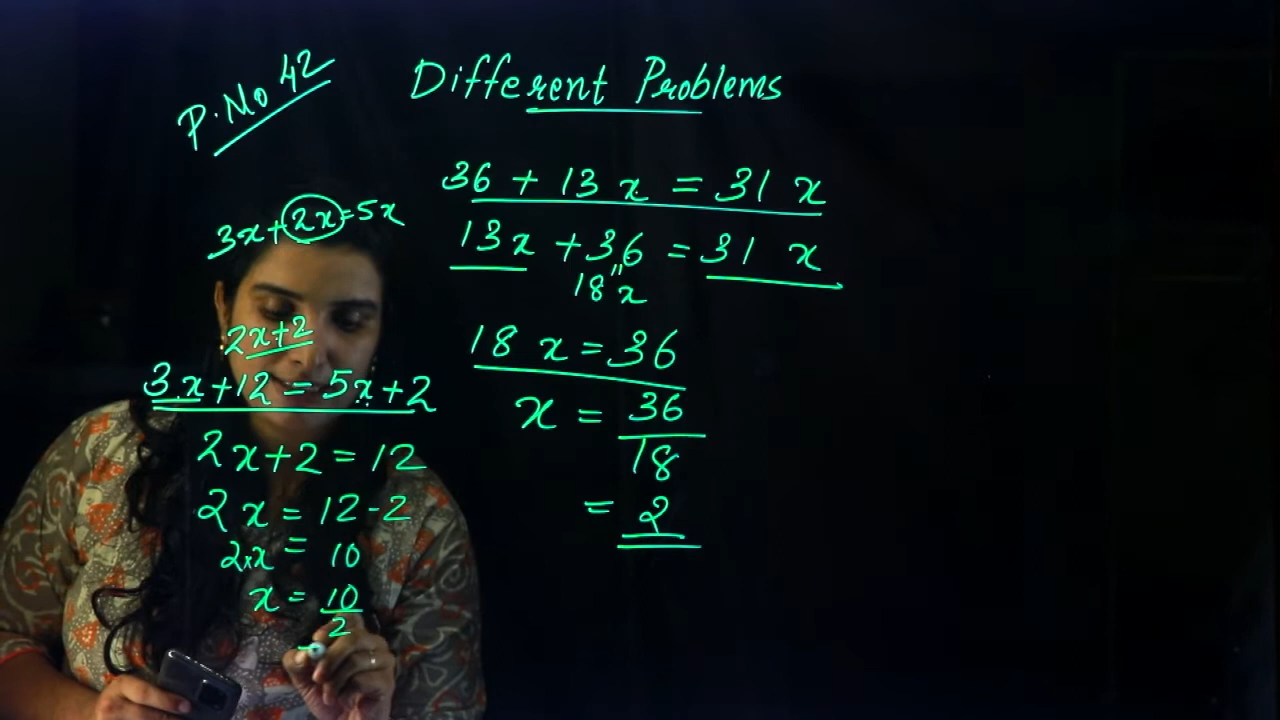 P.No 42
Different Problems
36 + 13 x = 31 x
13x + 36 = 31 x
18 x
18 x = 36
x = 36
18
= 2
3x + 2x = 5x
2x + 2
3x + 12 = 5x + 2
2x + 2 = 12
2x = 12 - 2
2×x = 10
x = 10
2
=